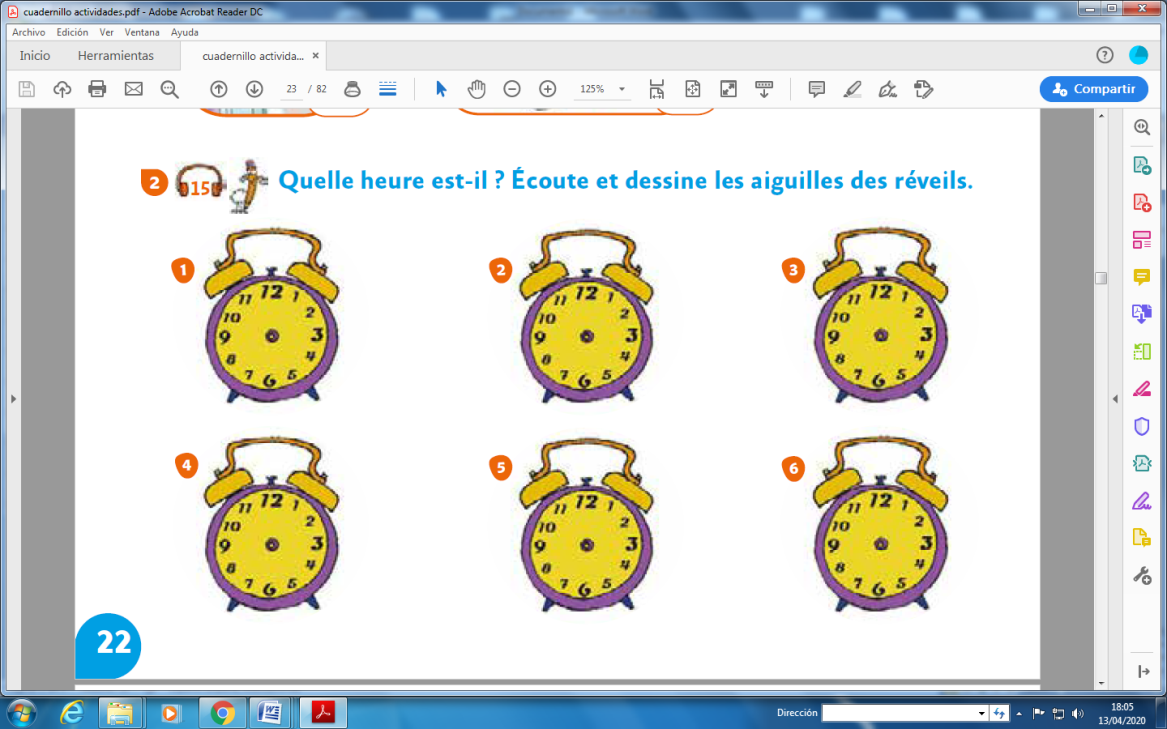 cuadernillo actividades.pdf - Adobe Acrobat Reader DC
Archivo Edición Ver Ventana Ayuda
Inicio Herramientas cuadernillo activida... ×
23 / 82 125% Compartir
2 15 Quelle heure est-il ? Écoute et dessine les aiguilles des réveils.
1 2 3
12 1 2 3 4 5 6 7 8 9 10 11
12 1 2 3 4 5 6 7 8 9 10 11
12 1 2 3 4 5 6 7 8 9 10 11
4 5 6
12 1 2 3 4 5 6 7 8 9 10 11
12 1 2 3 4 5 6 7 8 9 10 11
12 1 2 3 4 5 6 7 8 9 10 11
22
Dirección
18:05
13/04/2020